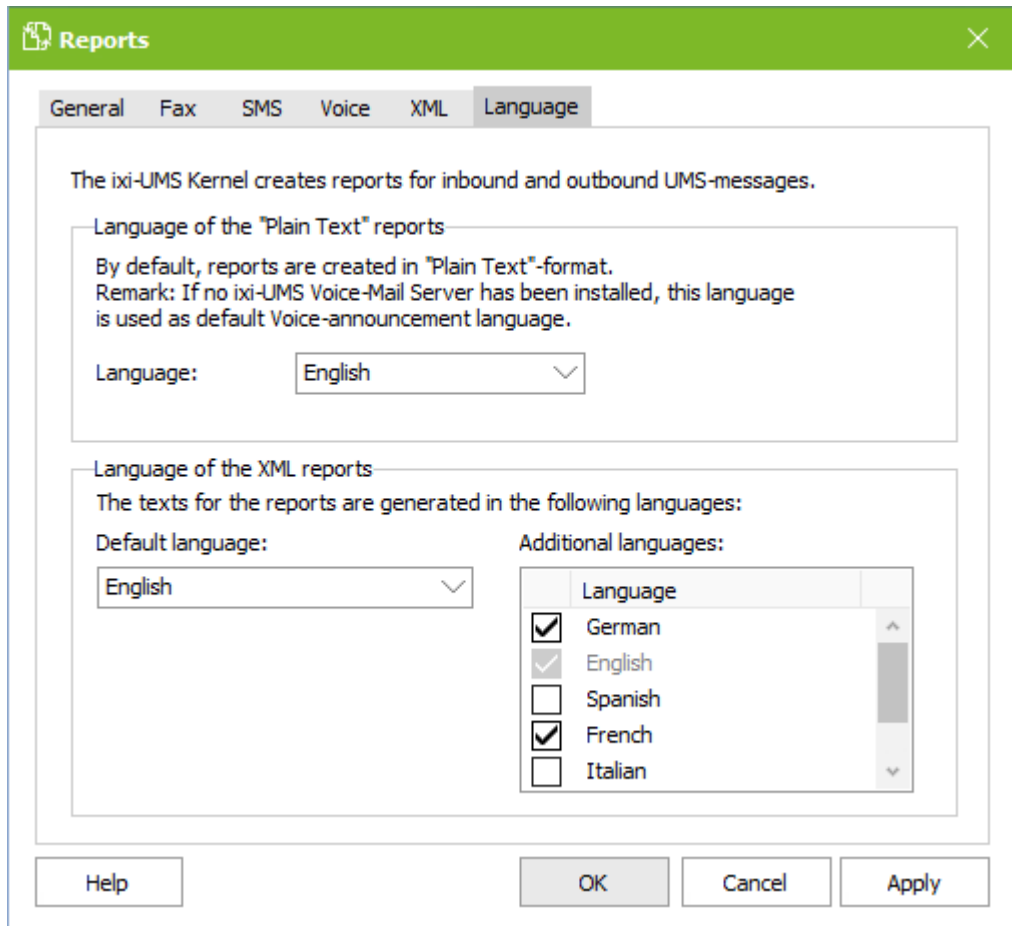 Reports
General Fax SMS Voice XML Language
The ixi-UMS Kernel creates reports for inbound and outbound UMS-messages.
Language of the "Plain Text" reports
By default, reports are created in "Plain Text"-format.
Remark: If no ixi-UMS Voice-Mail Server has been installed, this language
is used as default Voice-announcement language.
Language: English
Language of the XML reports
The texts for the reports are generated in the following languages:
Default language:
English
Additional languages:
Language
German
English
Spanish
French
Italian
Help OK Cancel Apply